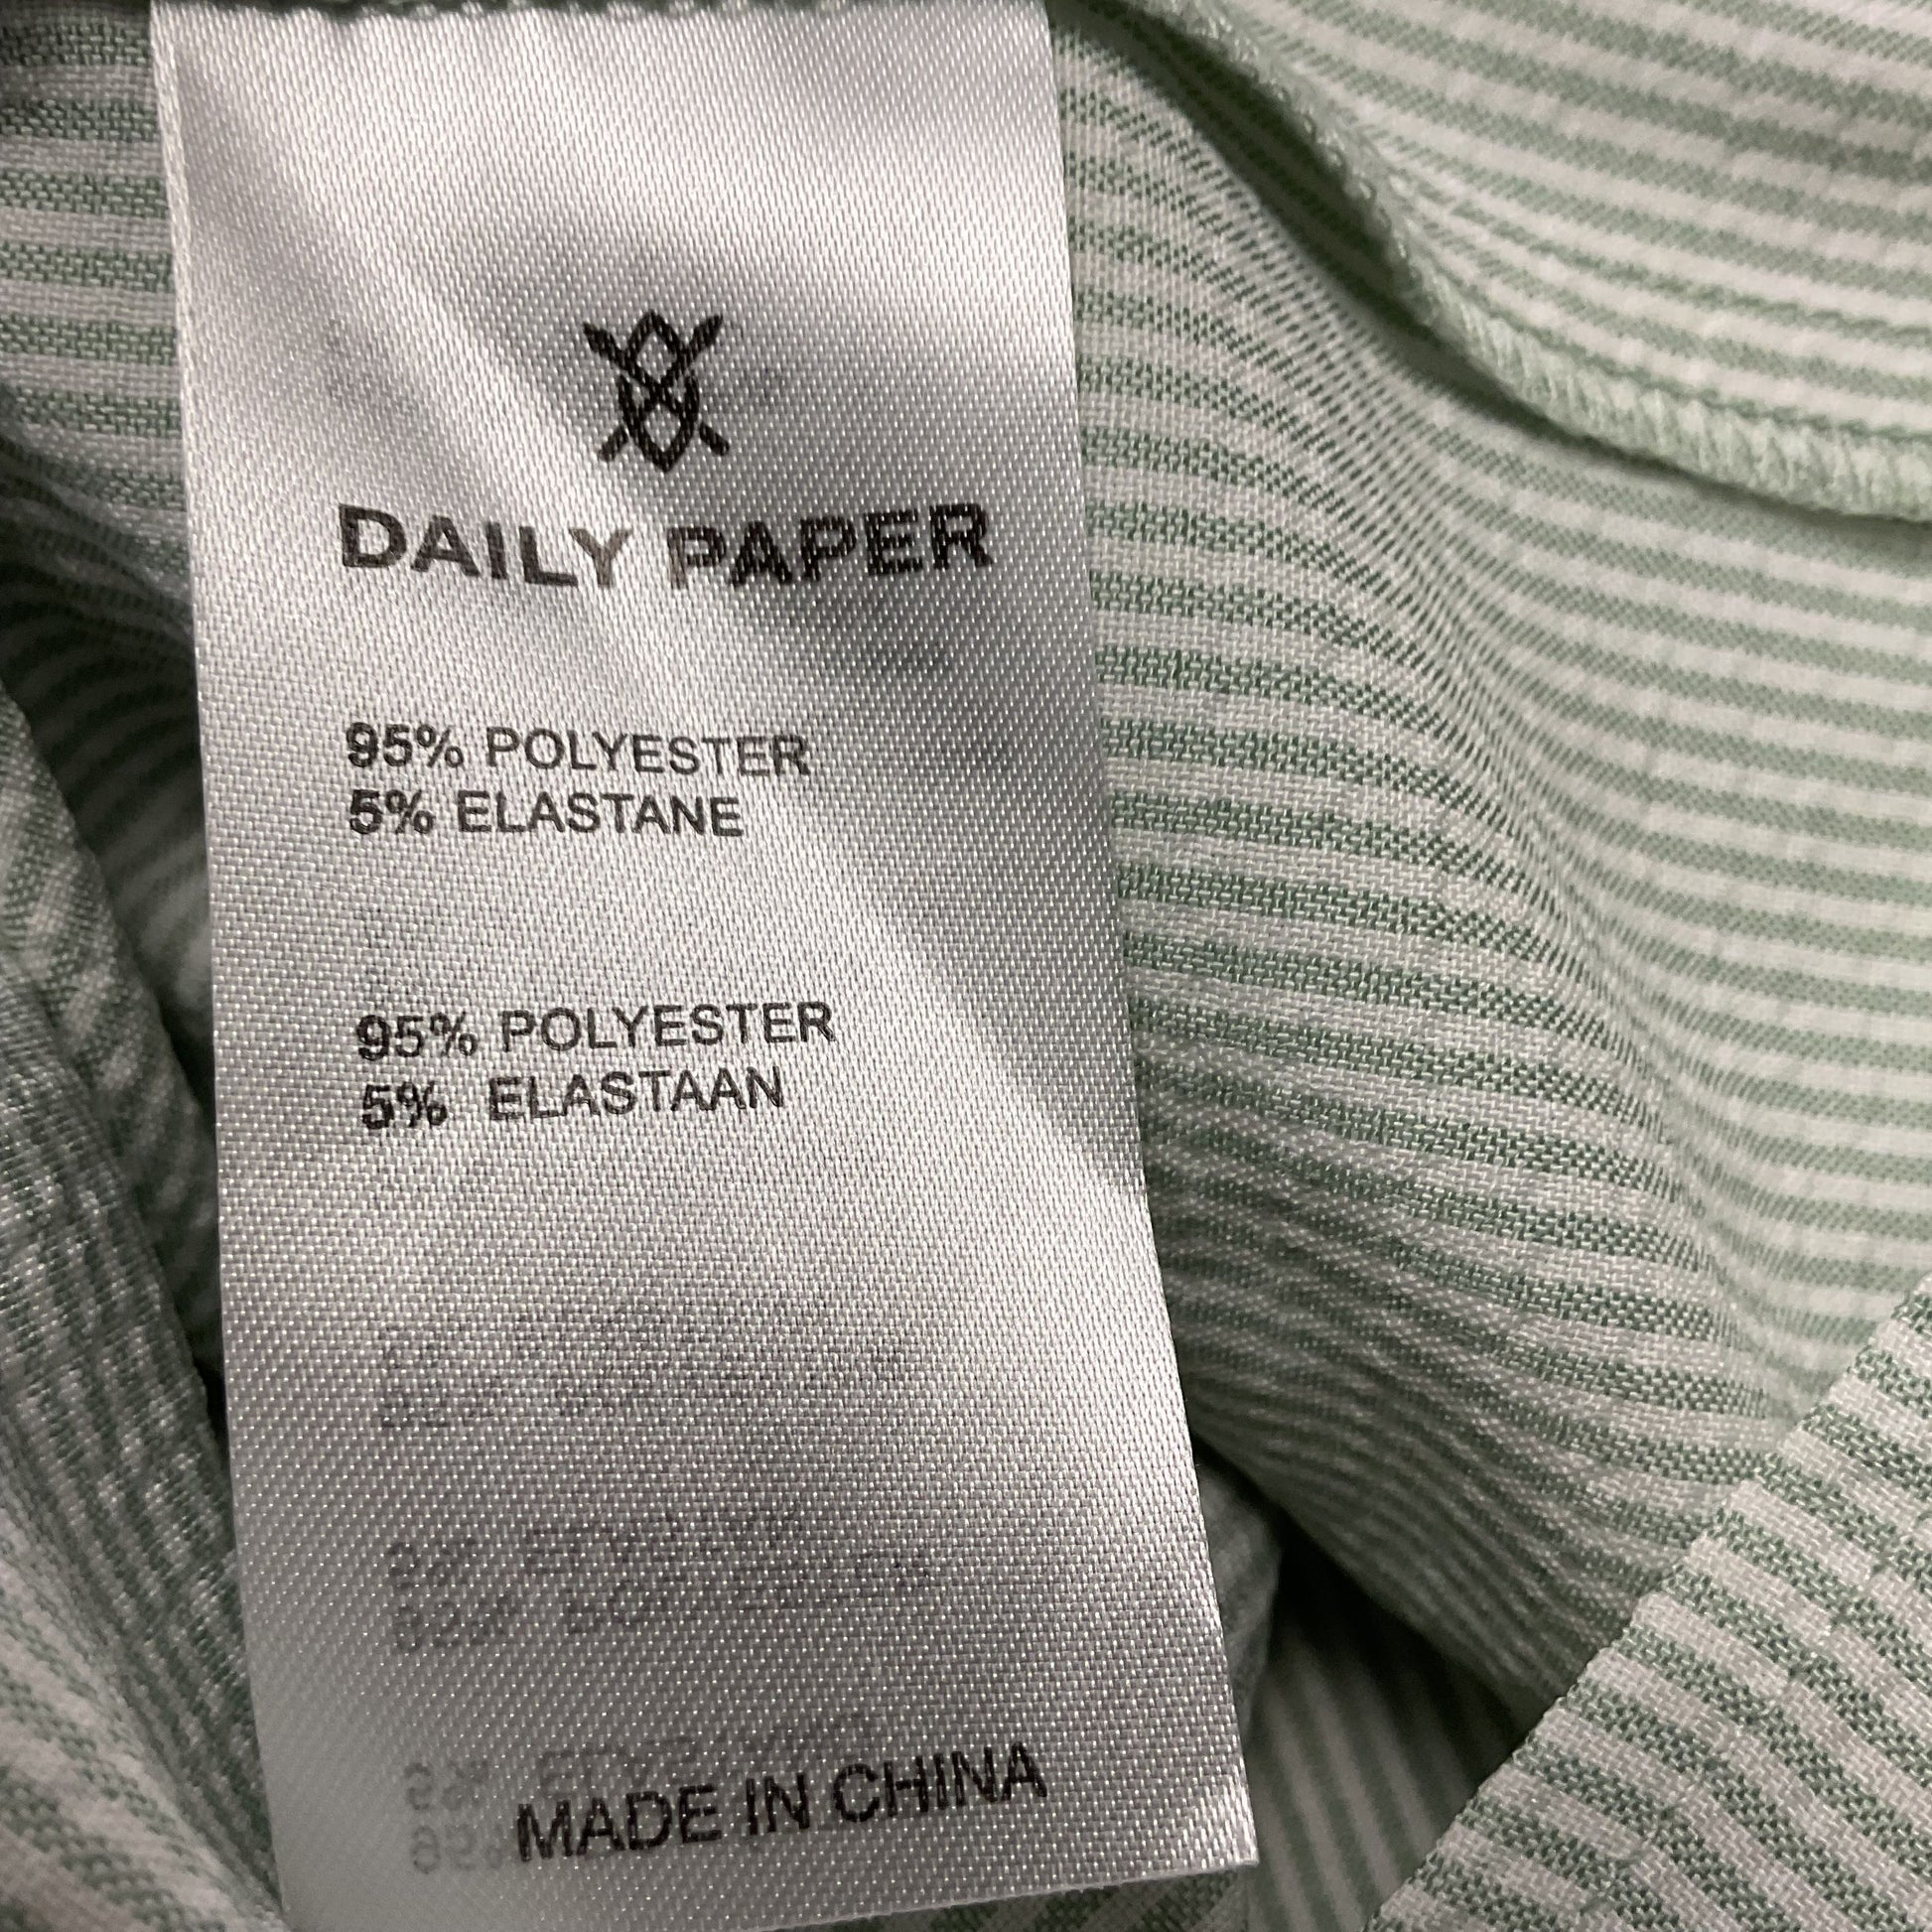 DAILY PAPER
95% POLYESTER
5% ELASTANE
95% POLYESTER
5% ELASTAAN
MADE IN CHINA